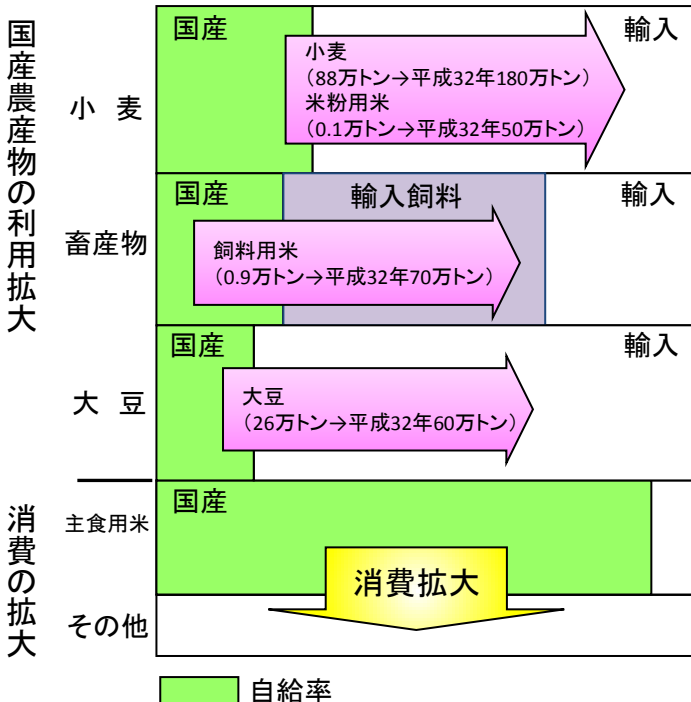 国産農産物の利用拡大
小麦
国産
輸入
小麦
（88万トン→平成32年180万トン）
米粉用米
（0.1万トン→平成32年50万トン）
畜産物
国産
輸入飼料
輸入
飼料用米
（0.9万トン→平成32年70万トン）
大豆
国産
輸入
大豆
（26万トン→平成32年60万トン）
消費の拡大
主食用米
国産
消費拡大
その他
自給率